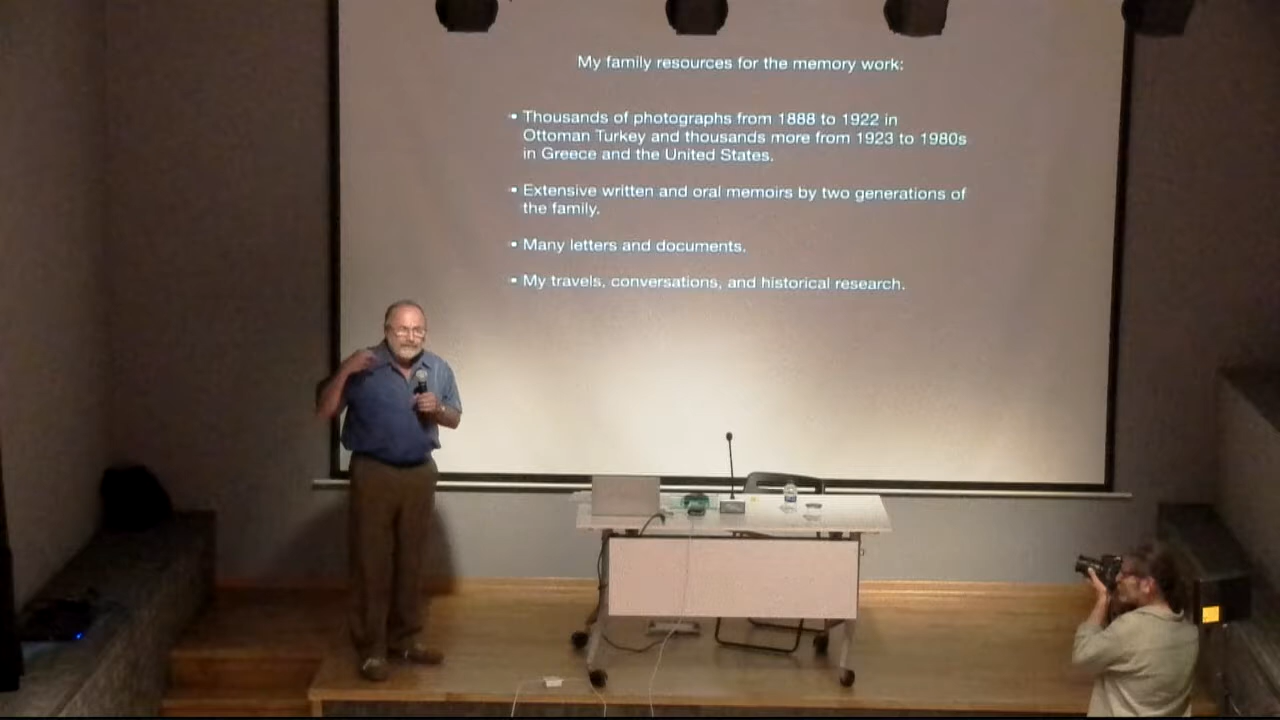 My family resources for the memory work:
• Thousands of photographs from 1888 to 1922 in
Ottoman Turkey and thousands more from 1923 to 1980s
in Greece and the United States.
• Extensive written and oral memoirs by two generations of
the family.
• Many letters and documents.
• My travels, conversations, and historical research.